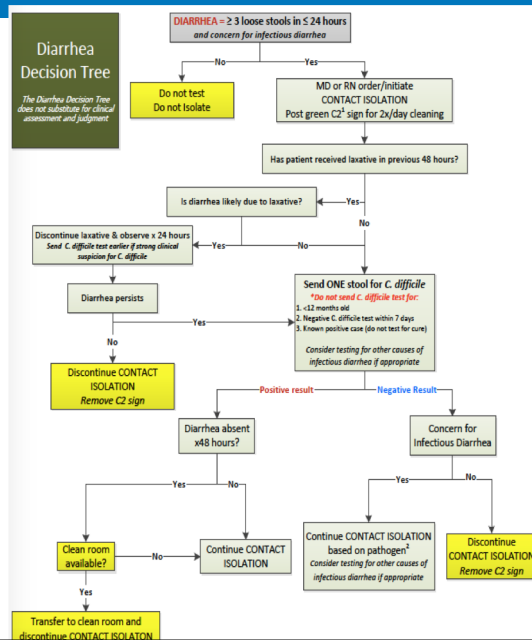 Diarrhea
Decision Tree
The Diarrhea Decision Tree
does not substitute for clinical
assessment and judgment
DIARRHEA = ≥ 3 loose stools in ≤ 24 hours
and concern for infectious diarrhea
No
Yes
Do not test
Do not Isolate
MD or RN order/initiate
CONTACT ISOLATION
Post green C2¹ sign for 2x/day cleaning
Has patient received laxative in previous 48 hours?
Is diarrhea likely due to laxative?
Yes
No
Discontinue laxative & observe x 24 hours
Send C. difficile test earlier if strong clinical
suspicion for C. difficile
Yes
No
Diarrhea persists
Yes
No
Send ONE stool for C. difficile
*Do not send C. difficile test for:
1. <12 months old
2. Negative C. difficile test within 7 days
3. Known positive case (do not test for cure)
Consider testing for other causes of
infectious diarrhea if appropriate
Discontinue CONTACT
ISOLATION
Remove C2 sign
Positive result
Negative Result
Diarrhea absent
x48 hours?
Concern for
Infectious Diarrhea
Yes
No
Yes
No
Clean room
available?
No
Continue CONTACT
ISOLATION
Continue CONTACT ISOLATION
based on pathogen²
Consider testing for other causes of
infectious diarrhea if appropriate
Discontinue
CONTACT ISOLATION
Remove C2 sign
Yes
Transfer to clean room and
discontinue CONTACT ISOLATON